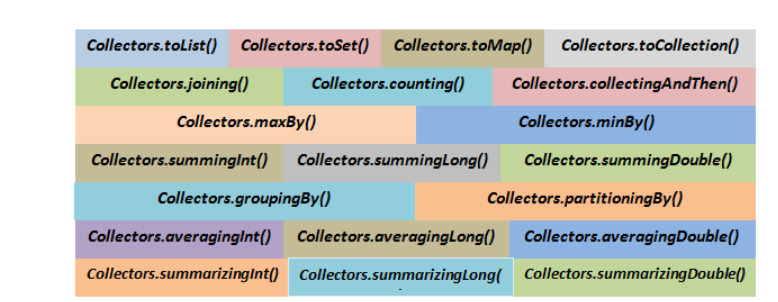 Collectors.toList() Collectors.toSet() Collectors.toMap() Collectors.toCollection()
Collectors.joining() Collectors.counting() Collectors.collectingAndThen()
Collectors.maxBy() Collectors.minBy()
Collectors.summingInt() Collectors.summingLong() Collectors.summingDouble()
Collectors.groupingBy() Collectors.partitioningBy()
Collectors.averagingInt() Collectors.averagingLong() Collectors.averagingDouble()
Collectors.summarizingInt() Collectors.summarizingLong( Collectors.summarizingDouble()